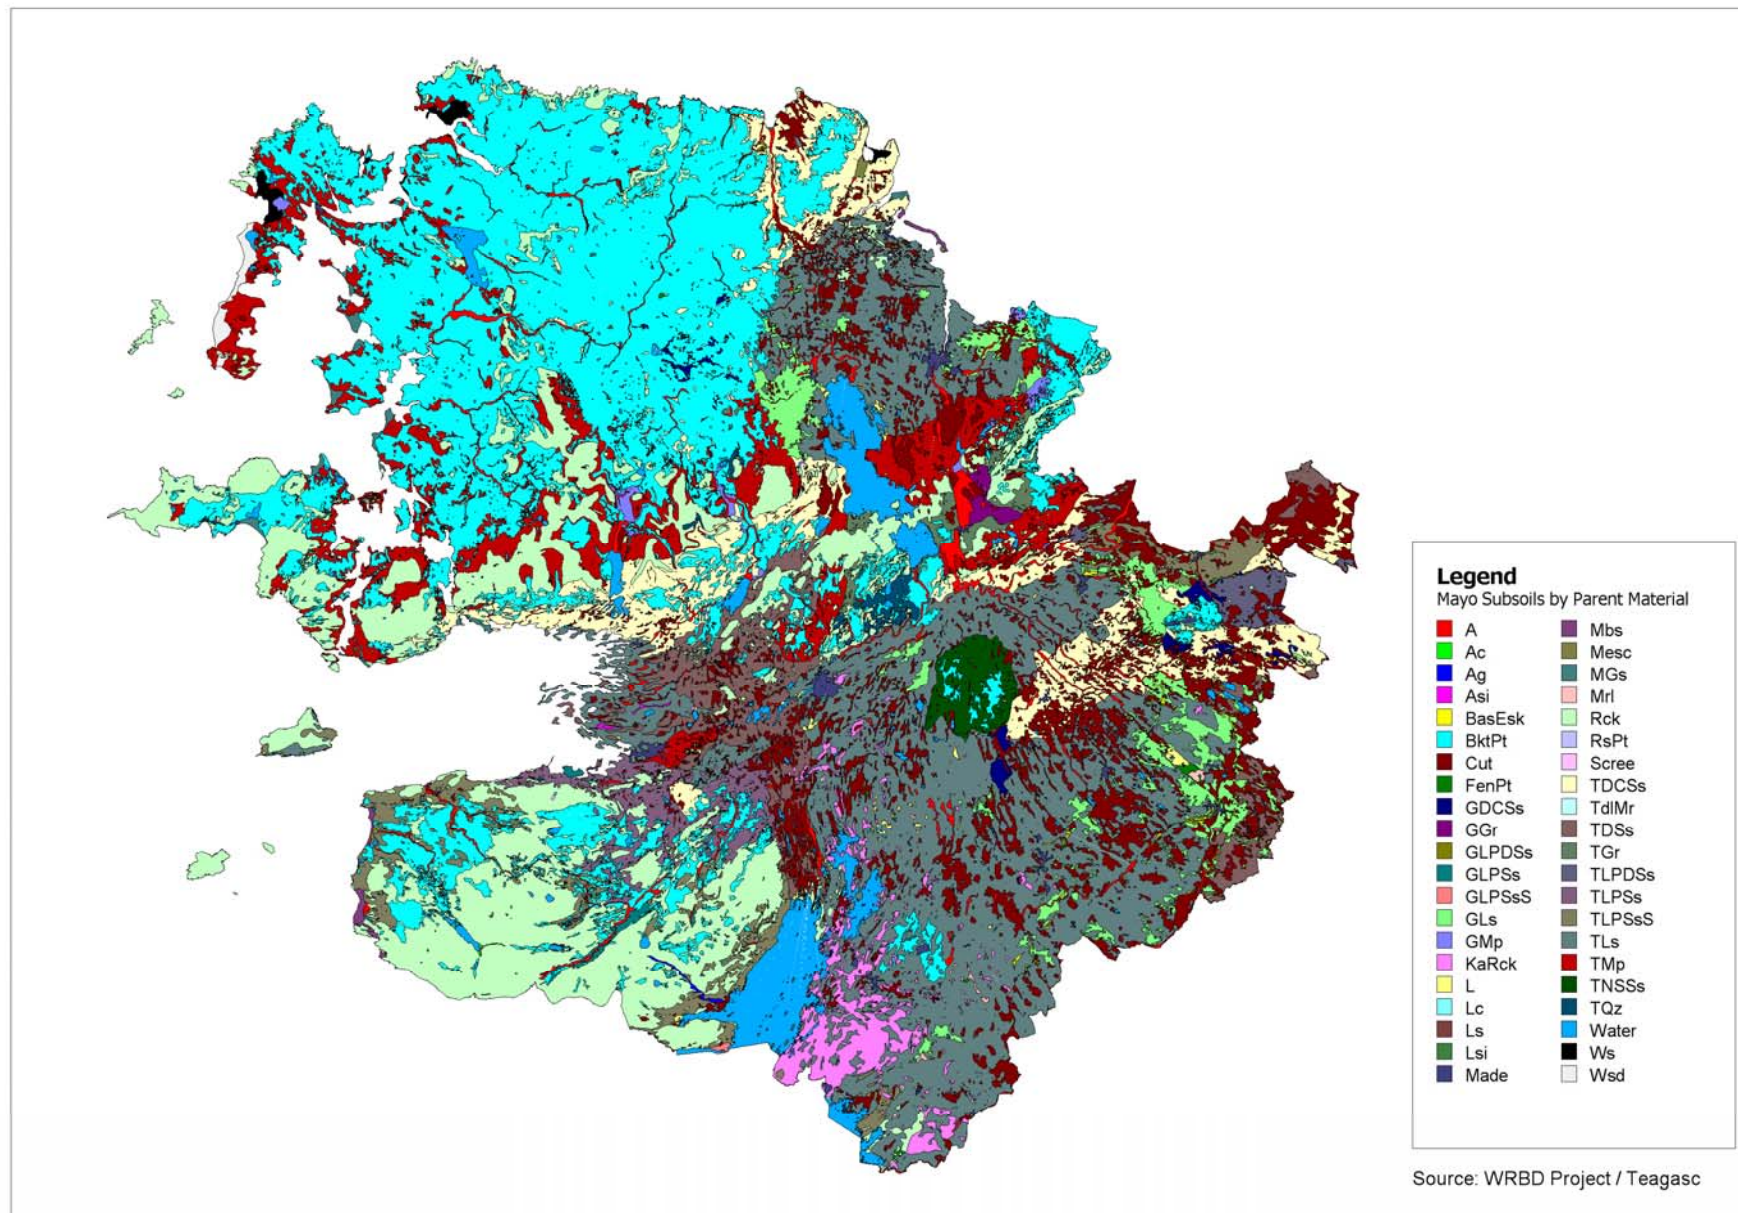 Legend
Mayo Subsoils by Parent Material
A
Ac
Ag
Asi
BasEsk
BktPt
Cut
FenPt
GDCSs
GGr
GLPDSs
GLPSs
GLPSsS
GLs
GMp
KaRck
L
Lc
Ls
Lsi
Made
Mbs
Mesc
MGs
Mrl
Rck
RsPt
Scree
TDCSs
TdlMr
TDSs
TGr
TLPDSs
TLPSs
TLPSsS
TLs
TMp
TNSSs
TQz
Water
Ws
Wsd
Source: WRBD Project / Teagasc